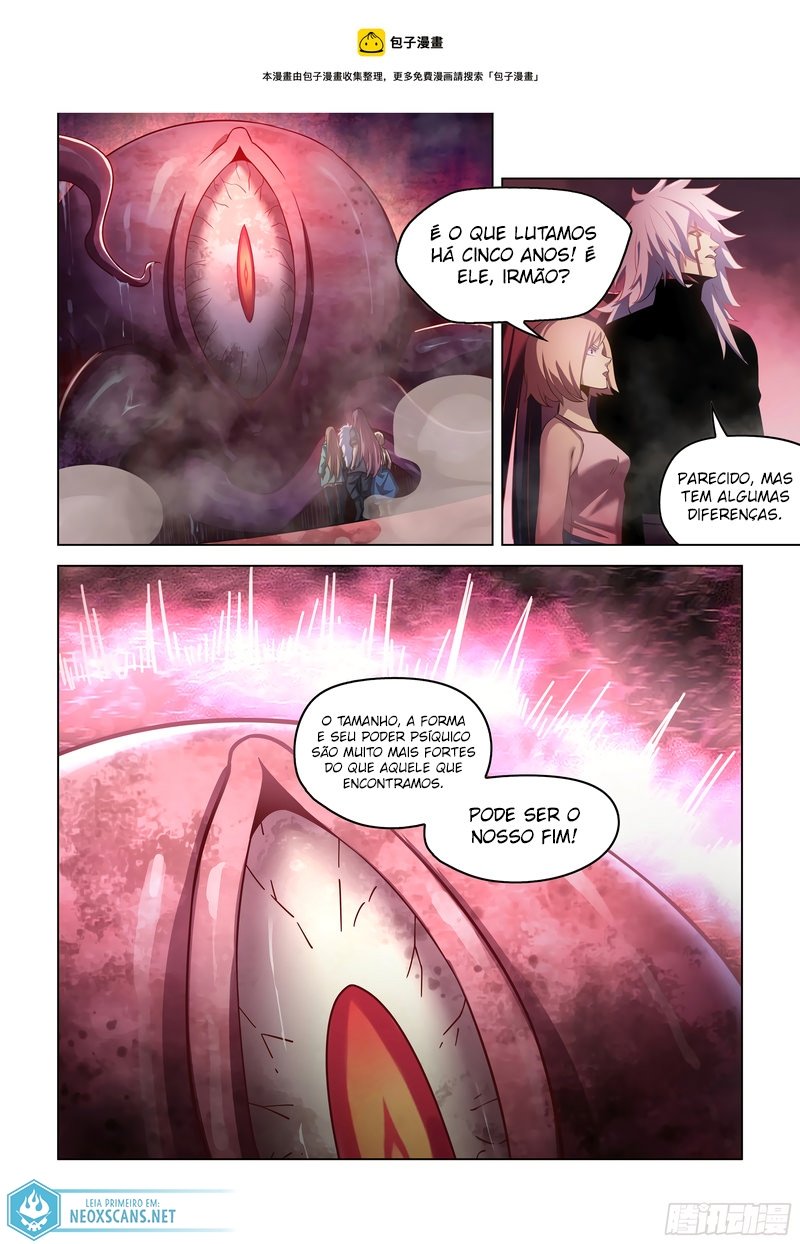 包子漫畫
本漫畫由包子漫畫收集整理，更多免費漫畫請搜索「包子漫畫」
É O QUE LUTAMOS
HÁ CINCO ANOS! É
ELE, IRMÃO?
PARECIDO, MAS
TEM ALGUMAS
DIFERENÇAS.
O TAMANHO, A FORMA
E SEU PODER PSÍQUICO
SÃO MUITO MAIS FORTES
DO QUE AQUELE QUE
ENCONTRAMOS.
PODE SER O
NOSSO FIM!
LEIA PRIMEIRO EM:
NEOXSCANS.NET
腾讯动漫